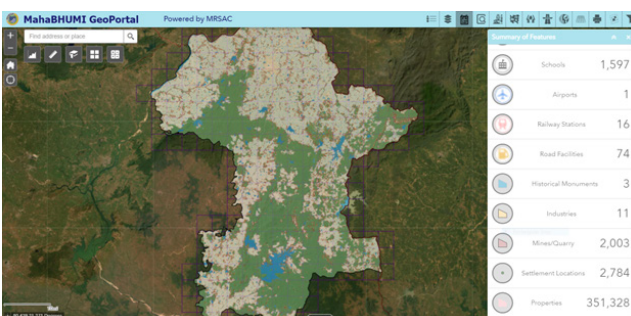 MahaBHUMI GeoPortal Powered by MRSAC
Find address or place
Summary of Features
Schools 1,597
Airports 1
Railway Stations 16
Road Facilities 74
Historical Monuments 3
Industries 11
Mines/Quarry 2,003
Settlement Locations 2,784
Properties 351,328